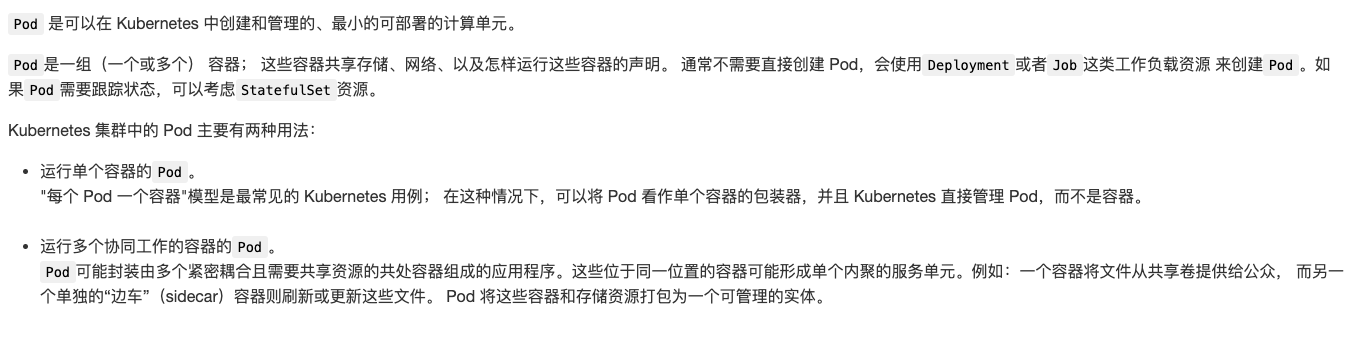 Pod 是可以在 Kubernetes 中创建和管理的、最小的可部署的计算单元。
Pod 是一组（一个或多个） 容器； 这些容器共享存储、网络、以及怎样运行这些容器的声明。 通常不需要直接创建 Pod，会使用 Deployment 或者 Job 这类工作负载资源 来创建 Pod 。如
果 Pod 需要跟踪状态，可以考虑 StatefulSet 资源。
Kubernetes 集群中的 Pod 主要有两种用法：
• 运行单个容器的 Pod 。
"每个 Pod 一个容器"模型是最常见的 Kubernetes 用例； 在这种情况下，可以将 Pod 看作单个容器的包装器，并且 Kubernetes 直接管理 Pod，而不是容器。
• 运行多个协同工作的容器的 Pod 。
Pod 可能封装由多个紧密耦合且需要共享资源的共处容器组成的应用程序。这些位于同一位置的容器可能形成单个内聚的服务单元。例如：一个容器将文件从共享卷提供给公众， 而另一
个单独的“边车”（sidecar）容器则刷新或更新这些文件。 Pod 将这些容器和存储资源打包为一个可管理的实体。